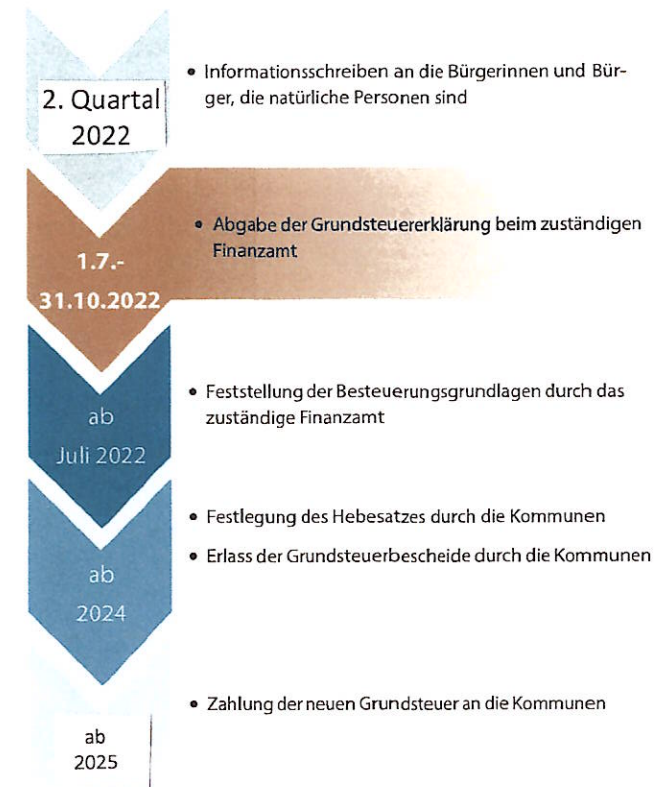 2. Quartal
2022
• Informationsschreiben an die Bürgerinnen und Bür-
ger, die natürliche Personen sind
1.7.-
31.10.2022
• Abgabe der Grundsteuererklärung beim zuständigen
Finanzamt
ab
Juli 2022
• Feststellung der Besteuerungsgrundlagen durch das
zuständige Finanzamt
ab
2024
• Festlegung des Hebesatzes durch die Kommunen
• Erlass der Grundsteuerbescheide durch die Kommunen
ab
2025
• Zahlung der neuen Grundsteuer an die Kommunen